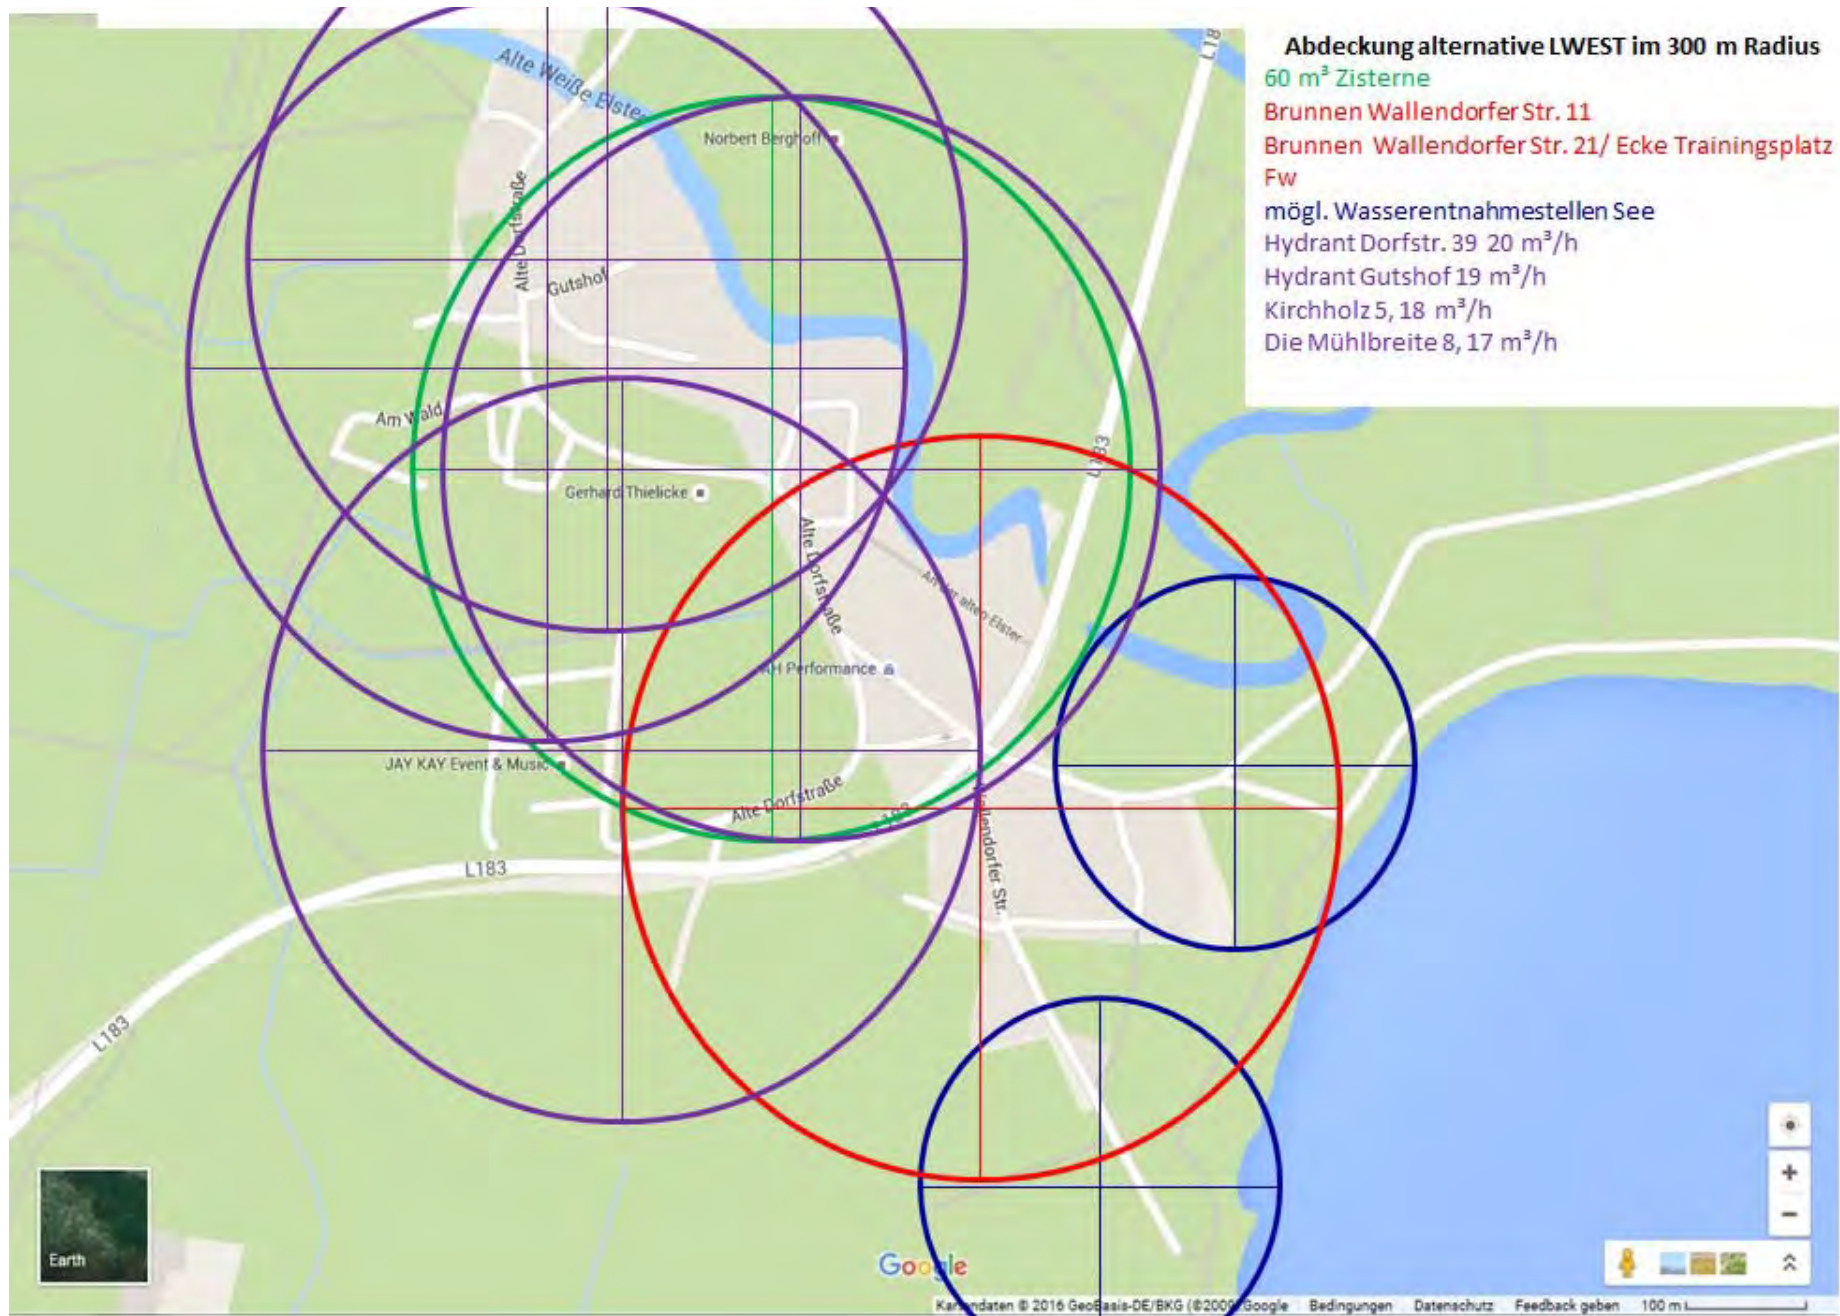 Abdeckung alternative LWEST im 300 m Radius
60 m³ Zisterne
Brunnen Wallendorfer Str. 11
Brunnen Wallendorfer Str. 21/ Ecke Trainingsplatz
Fw
mögl. Wasserentnahmestellen See
Hydrant Dorfstr. 39 20 m³/h
Hydrant Gutshof 19 m³/h
Kirchholz 5, 18 m³/h
Die Mühlbreite 8, 17 m³/h
L18
Alte Weiße Elster
Norbert Berghoff
Alte Dorfstraße
Gutshof
Am Wald
L183
Gerhard Thielicke
Alte Dorfstraße
An der alten Elster
AH Performance
JAY KAY Event & Music
Alte Dorfstraße
L183
L183
Wallendorfer Str.
L183
Earth
Google
Kartendaten © 2016 GeoBasis-DE/BKG (©2009) Google
Bedingungen
Datenschutz
Feedback geben
100 m